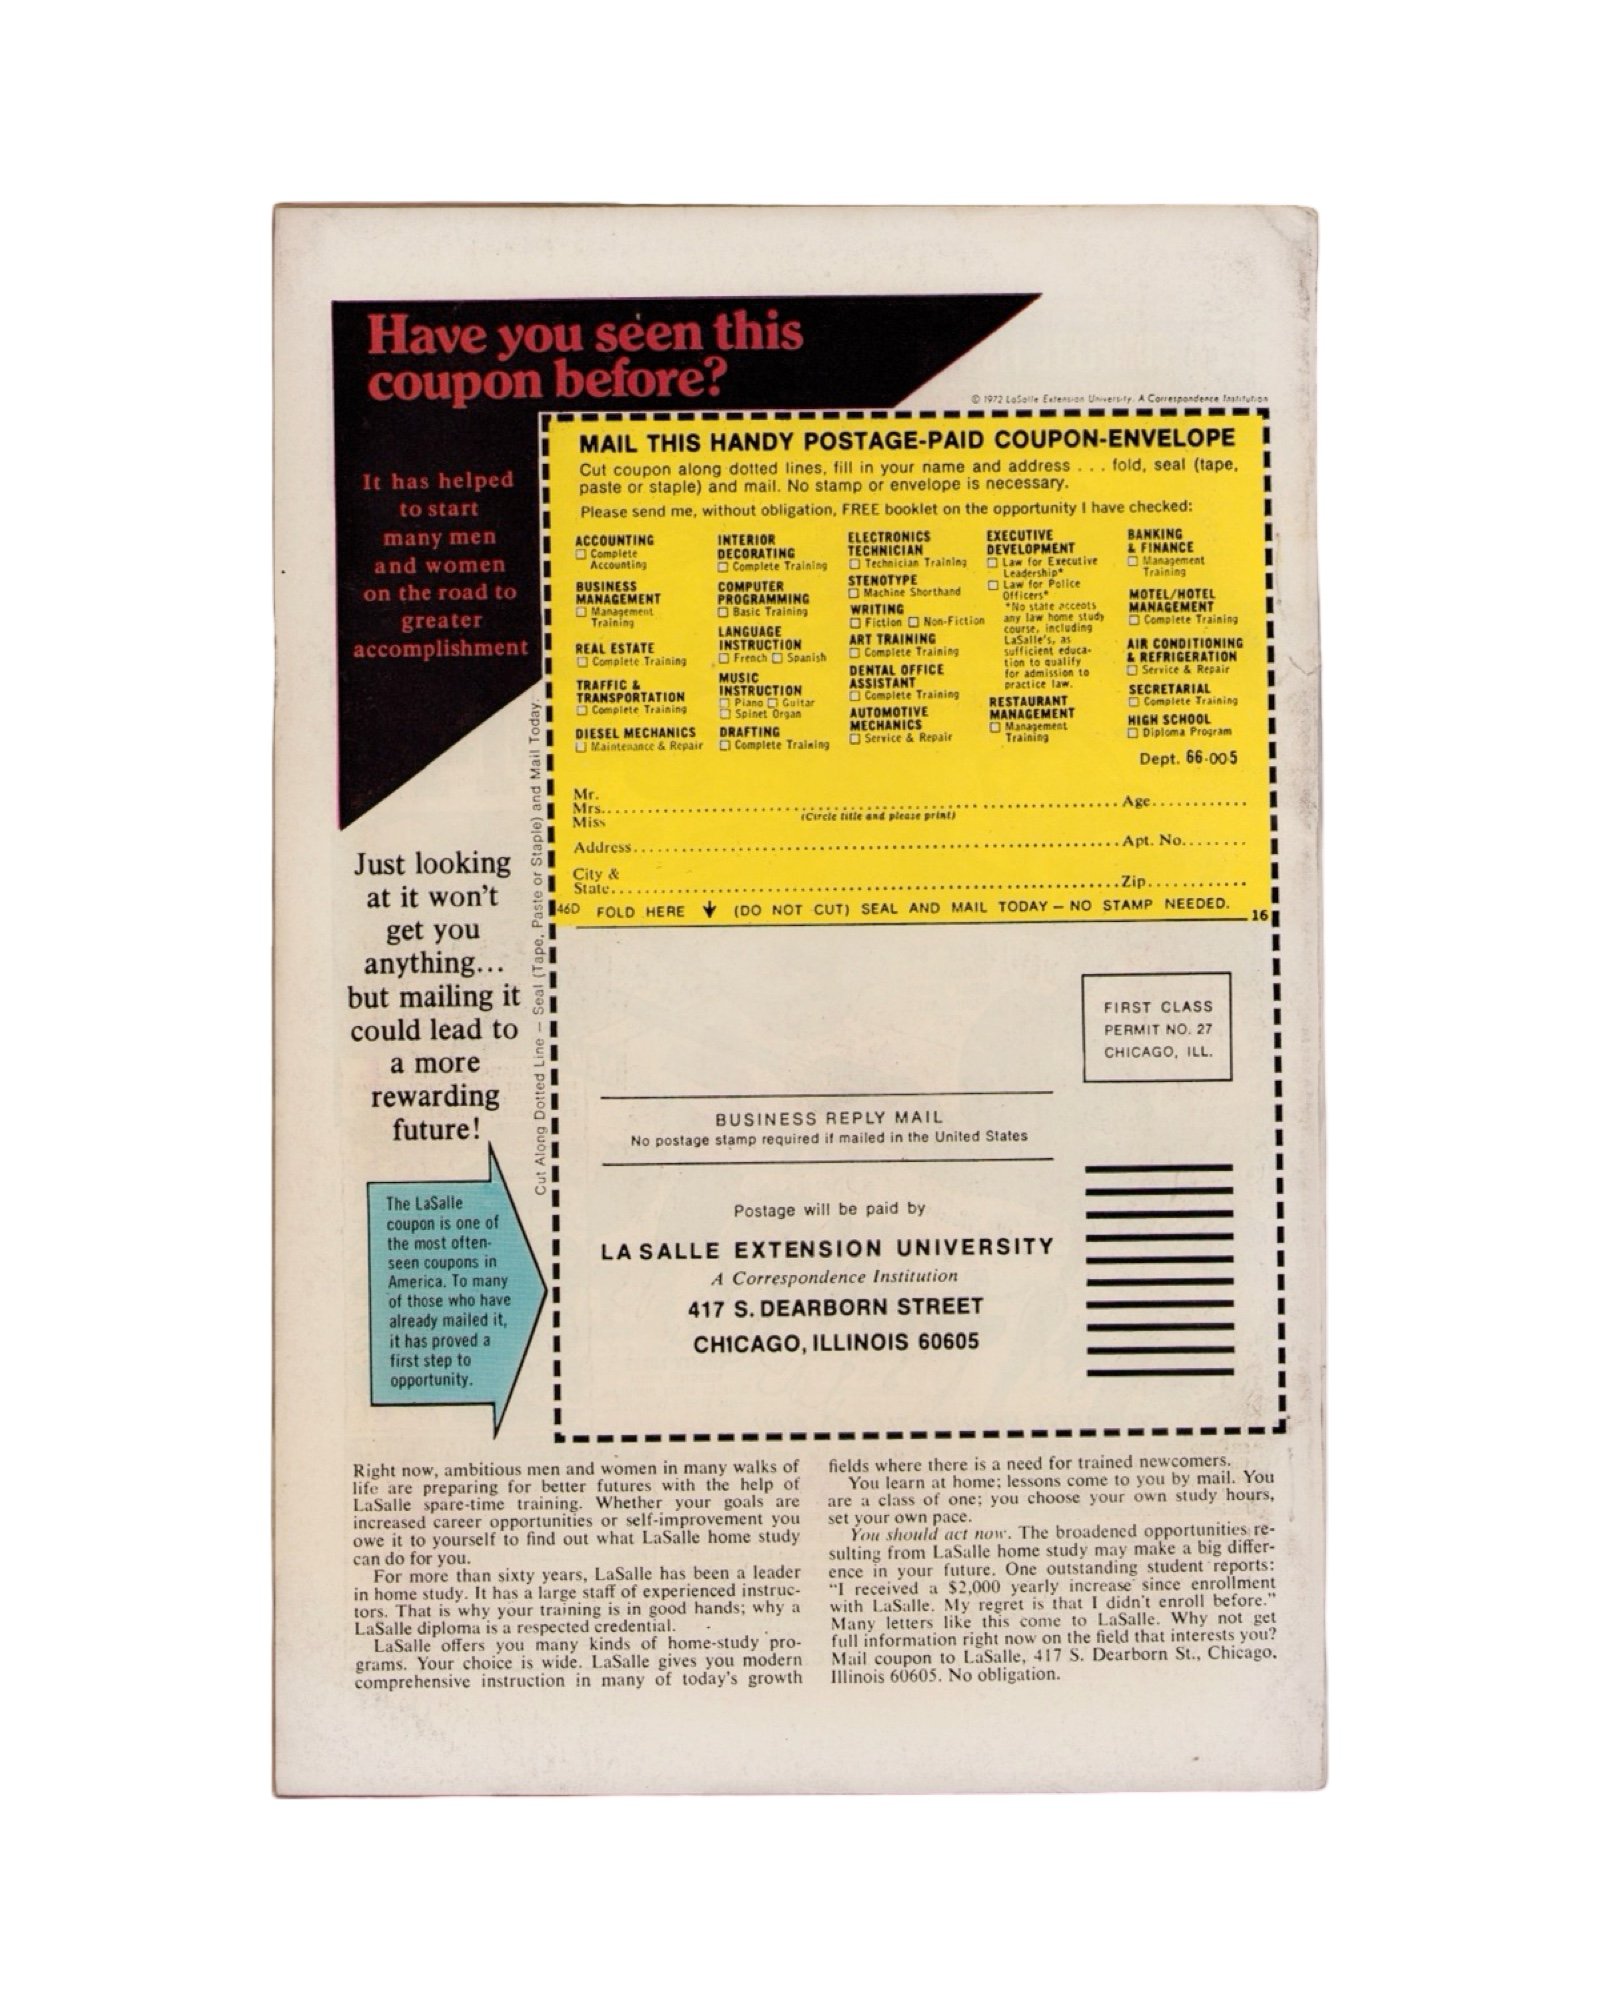 Have you seen this
coupon before?
It has helped
to start
many men
and women
on the road to
greater
accomplishment
© 1972 LaSalle Extension University. A Correspondence Institution
MAIL THIS HANDY POSTAGE-PAID COUPON-ENVELOPE
Cut coupon along dotted lines, fill in your name and address . . . fold, seal (tape,
paste or staple) and mail. No stamp or envelope is necessary.
Please send me, without obligation, FREE booklet on the opportunity I have checked:
ACCOUNTING
☐ Complete
Accounting
BUSINESS
MANAGEMENT
☐ Management
Training
REAL ESTATE
☐ Complete Training
TRAFFIC &
TRANSPORTATION
☐ Complete Training
DIESEL MECHANICS
☐ Maintenance & Repair
INTERIOR
DECORATING
☐ Complete Training
COMPUTER
PROGRAMMING
☐ Basic Training
LANGUAGE
INSTRUCTION
☐ French ☐ Spanish
MUSIC
INSTRUCTION
☐ Piano ☐ Guitar
☐ Spinet Organ
DRAFTING
☐ Complete Training
ELECTRONICS
TECHNICIAN
☐ Technician Training
STENOTYPE
☐ Machine Shorthand
WRITING
☐ Fiction ☐ Non-Fiction
ART TRAINING
☐ Complete Training
DENTAL OFFICE
ASSISTANT
☐ Complete Training
AUTOMOTIVE
MECHANICS
☐ Service & Repair
EXECUTIVE
DEVELOPMENT
☐ Law for Executive
Leadership*
☐ Law for Police
Officers*
*No state accepts
any law home study
course, including
LaSalle's, as
sufficient educa-
tion to qualify
for admission to
practice law.
RESTAURANT
MANAGEMENT
☐ Management
Training
BANKING
& FINANCE
☐ Management
Training
MOTEL/HOTEL
MANAGEMENT
☐ Complete Training
AIR CONDITIONING
& REFRIGERATION
☐ Service & Repair
SECRETARIAL
☐ Complete Training
HIGH SCHOOL
☐ Diploma Program
Dept. 66-005
Mr.
Mrs. Age
Miss (Circle title and please print)
Address Apt. No.
City &
State Zip
46D FOLD HERE (DO NOT CUT) SEAL AND MAIL TODAY – NO STAMP NEEDED.
16
Cut Along Dotted Line – Seal (Tape, Paste or Staple) and Mail Today.
Just looking
at it won't
get you
anything...
but mailing it
could lead to
a more
rewarding
future!
The LaSalle
coupon is one of
the most often-
seen coupons in
America. To many
of those who have
already mailed it,
it has proved a
first step to
opportunity.
FIRST CLASS
PERMIT NO. 27
CHICAGO, ILL.
BUSINESS REPLY MAIL
No postage stamp required if mailed in the United States
Postage will be paid by
LA SALLE EXTENSION UNIVERSITY
A Correspondence Institution
417 S. DEARBORN STREET
CHICAGO, ILLINOIS 60605
Right now, ambitious men and women in many walks of
life are preparing for better futures with the help of
LaSalle spare-time training. Whether your goals are
increased career opportunities or self-improvement you
owe it to yourself to find out what LaSalle home study
can do for you.
For more than sixty years, LaSalle has been a leader
in home study. It has a large staff of experienced instruc-
tors. That is why your training is in good hands; why a
LaSalle diploma is a respected credential.
LaSalle offers you many kinds of home-study pro-
grams. Your choice is wide. LaSalle gives you modern
comprehensive instruction in many of today's growth
fields where there is a need for trained newcomers.
You learn at home; lessons come to you by mail. You
are a class of one; you choose your own study hours,
set your own pace.
You should act now. The broadened opportunities re-
sulting from LaSalle home study may make a big differ-
ence in your future. One outstanding student reports:
"I received a $2,000 yearly increase since enrollment
with LaSalle. My regret is that I didn't enroll before."
Many letters like this come to LaSalle. Why not get
full information right now on the field that interests you?
Mail coupon to LaSalle, 417 S. Dearborn St., Chicago,
Illinois 60605. No obligation.